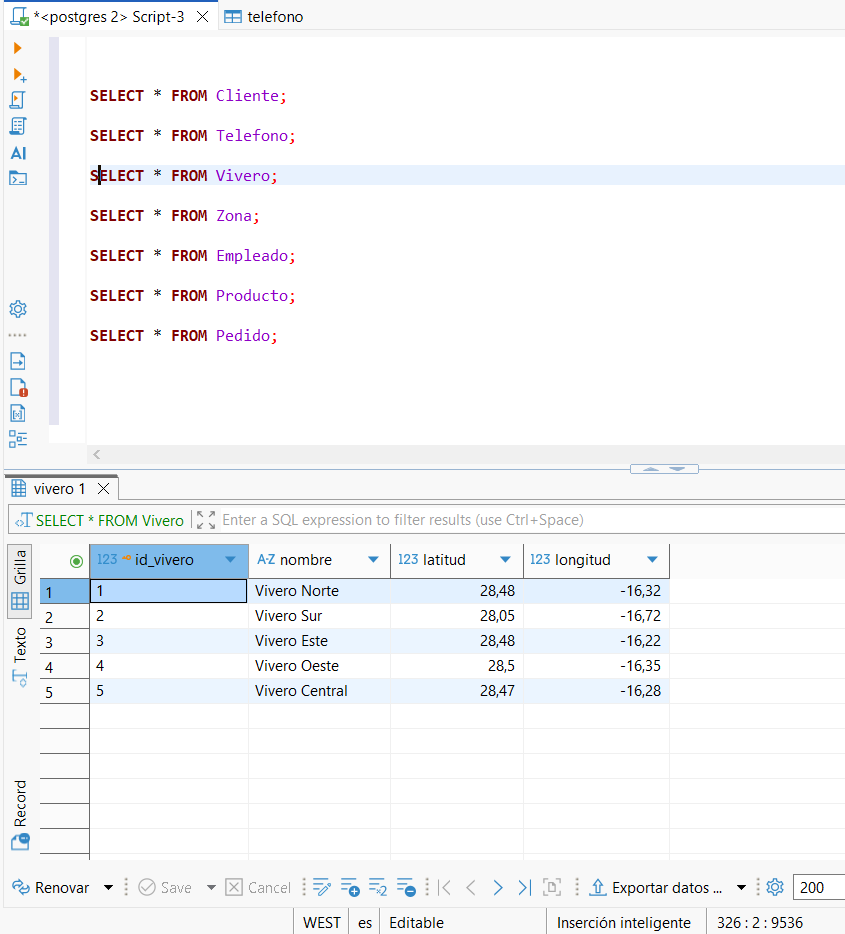 *<postgres 2> Script-3
telefono
SELECT * FROM Cliente;
SELECT * FROM Telefono;
AI
SELECT * FROM Vivero;
SELECT * FROM Zona;
SELECT * FROM Empleado;
SELECT * FROM Producto;
SELECT * FROM Pedido;
vivero 1
SELECT * FROM Vivero
Enter a SQL expression to filter results (use Ctrl+Space)
Grilla
Texto
Record
123 id_vivero A-Z nombre 123 latitud 123 longitud
1 1 Vivero Norte 28,48 -16,32
2 2 Vivero Sur 28,05 -16,72
3 3 Vivero Este 28,48 -16,22
4 4 Vivero Oeste 28,5 -16,35
5 5 Vivero Central 28,47 -16,28
Renovar Save Cancel Exportar datos ... 200
WEST es Editable Inserción inteligente 326 : 2 : 9536